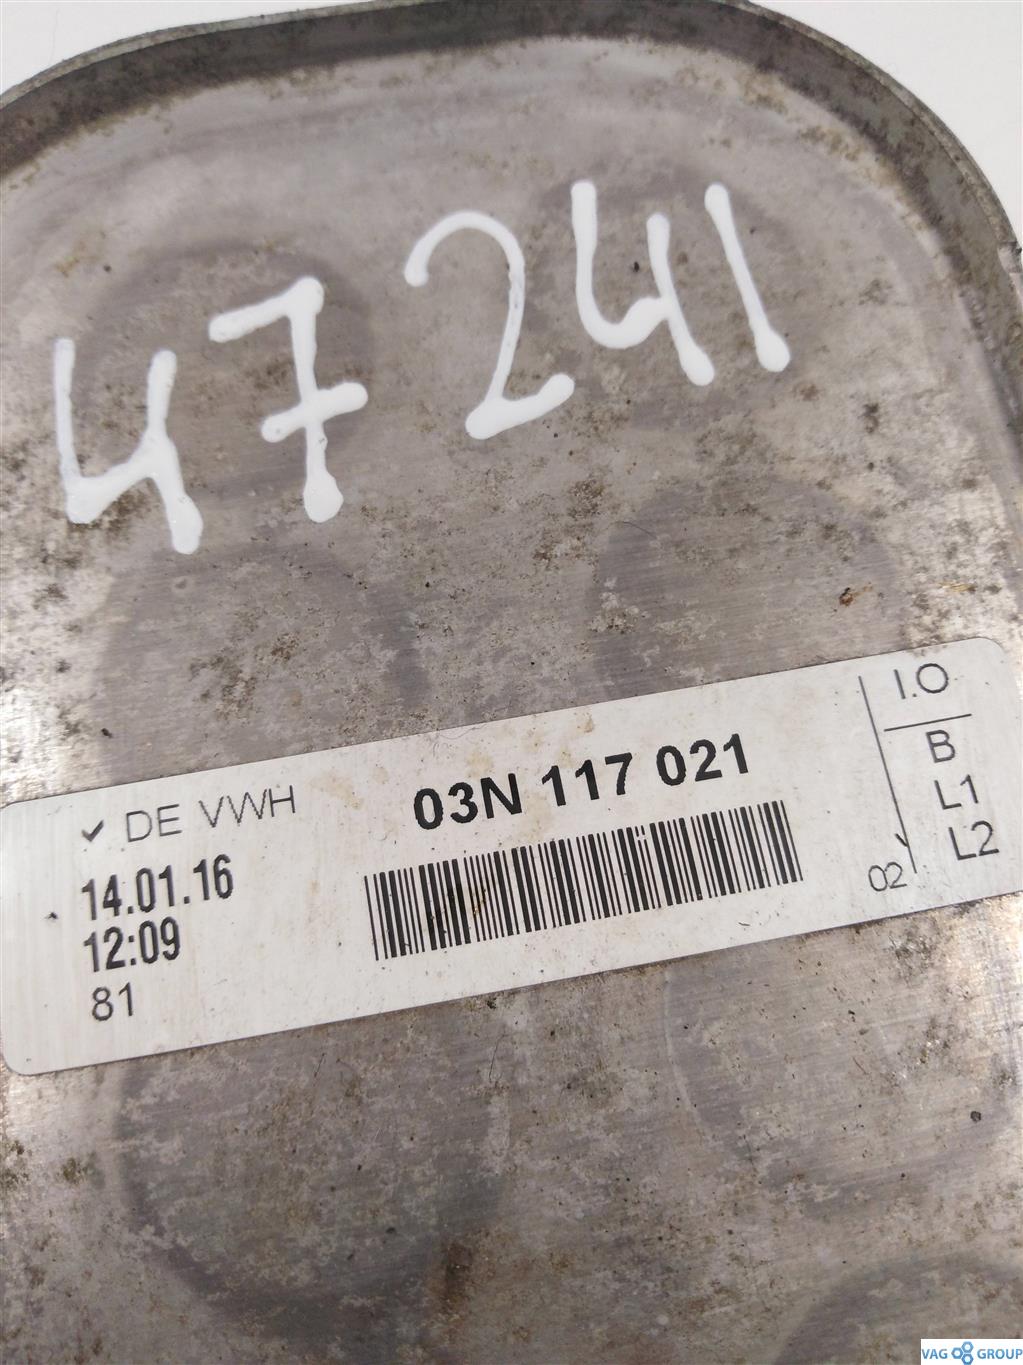 47241
✓ DE VWH
03N 117 021
14.01.16
12:09
81
I.O
B
L1
L2
02
VAG GROUP